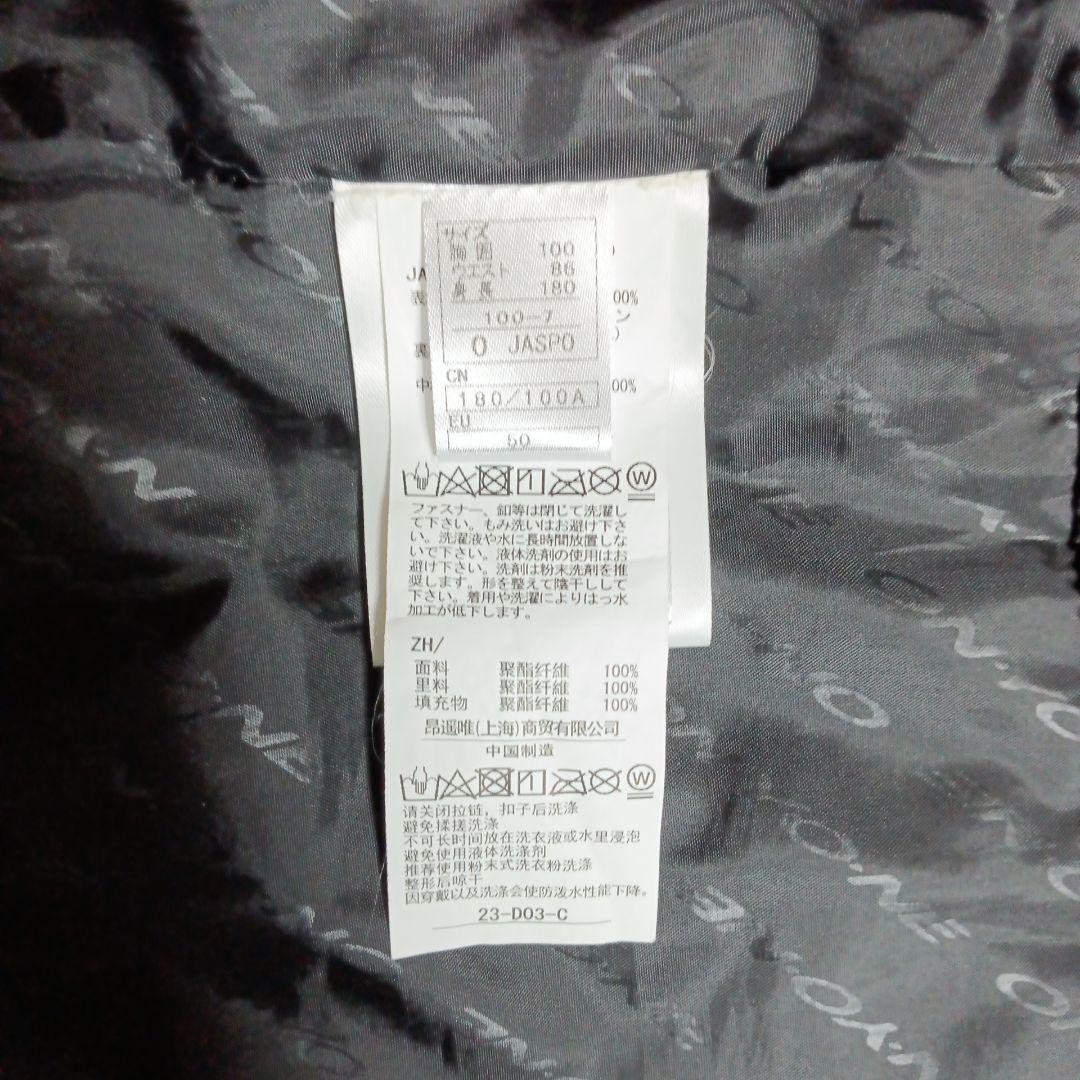 サイズ
胸囲 100
ウエスト 86
身長 180
100-7
O JASPO
CN
180/100A
EU
50
JA
表 00%
ン
裏
中 00%
W
ファスナー、釦等は閉じて洗濯し
て下さい。もみ洗いはお避け下さ
い。洗濯液や水に長時間放置しな
いで下さい。液体洗剤の使用はお
避け下さい。洗剤は粉末洗剤を推
奨します。形を整えて陰干しして
下さい。着用や洗濯によりはっ水
加工が低下します。
ZH/
面料 聚酯纤維 100%
里料 聚酯纤維 100%
填充物 聚酯纤維 100%
昂遥唯(上海)商贸有限公司
中国制造
W
请关闭拉链，扣子后洗涤
避免揉搓洗涤
不可长时间放在洗衣液或水里浸泡
避免使用液体洗涤剂
推荐使用粉末式洗衣粉洗涤
整形后晾干
因穿戴以及洗涤会使防泼水性能下降。
23-D03-C